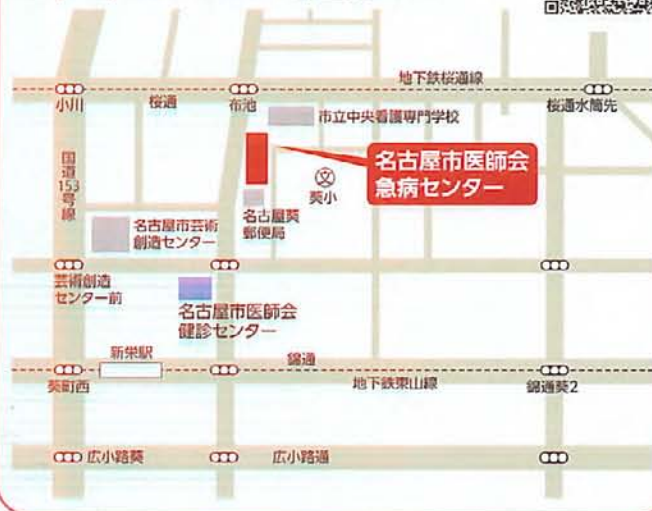 地下鉄桜通線
小川
桜通
布池
桜通水筒先
市立中央看護専門学校
国道153号線
名古屋市医師会
急病センター
文
葵小
名古屋葵
郵便局
名古屋市芸術
創造センター
芸術創造
センター前
名古屋市医師会
健診センター
新栄駅
錦通
葵町西
地下鉄東山線
錦通葵2
広小路葵
広小路通